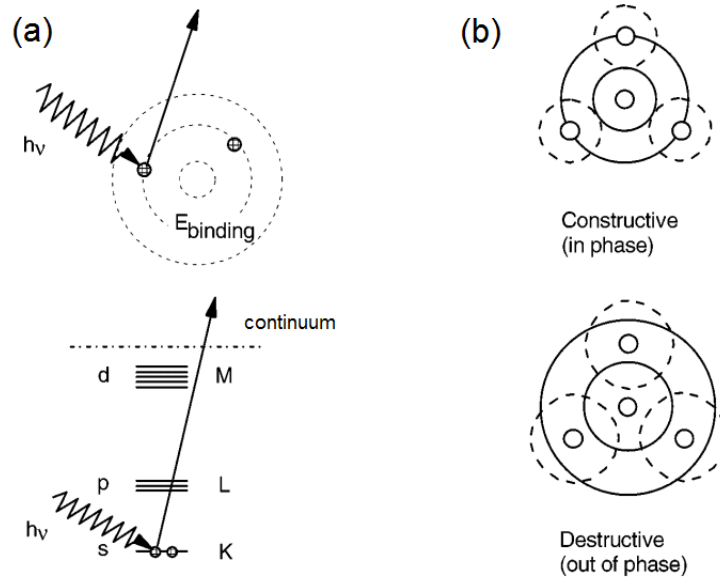 (a)
hν
E binding
continuum
d M
p L
hν
s K
(b)
Constructive
(in phase)
Destructive
(out of phase)